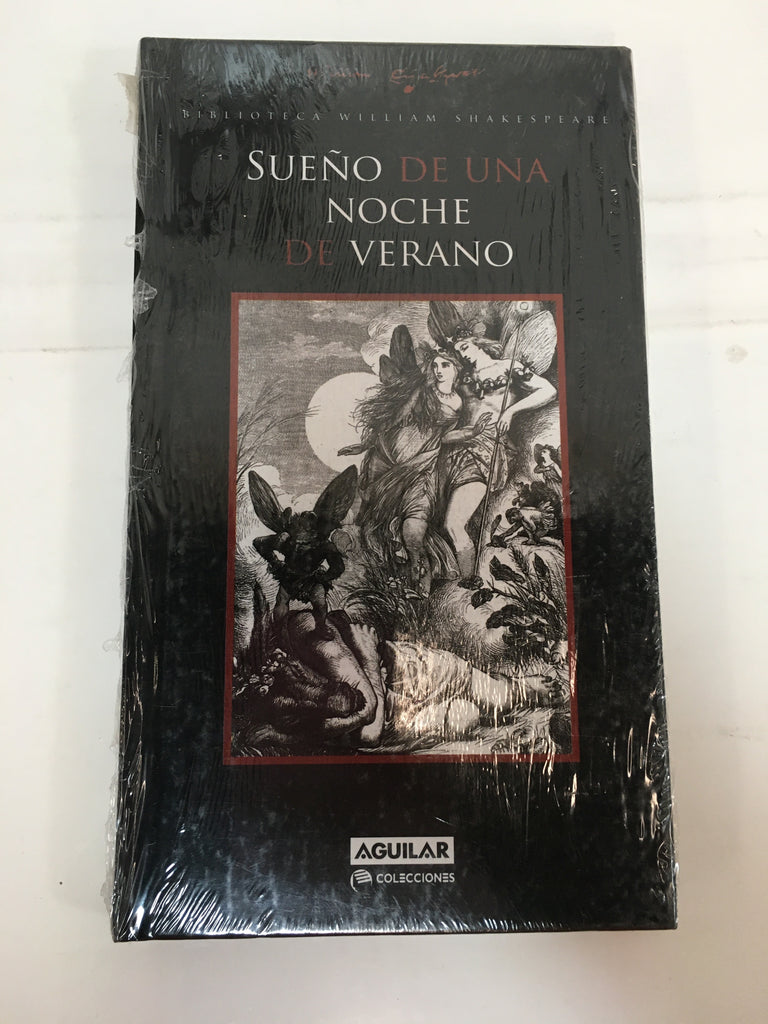 BIBLIOTECA WILLIAM SHAKESPEARE
SUEÑO DE UNA
NOCHE
DE VERANO
AGUILAR
COLECCIONES